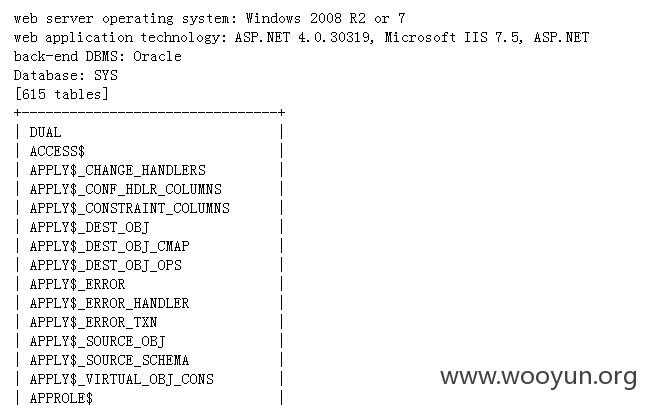 web server operating system: Windows 2008 R2 or 7
web application technology: ASP.NET 4.0.30319, Microsoft IIS 7.5, ASP.NET
back-end DBMS: Oracle
Database: SYS
[615 tables]
+--------------------------------+
| DUAL |
| ACCESS$ |
| APPLY$_CHANGE_HANDLERS |
| APPLY$_CONF_HDLR_COLUMNS |
| APPLY$_CONSTRAINT_COLUMNS |
| APPLY$_DEST_OBJ |
| APPLY$_DEST_OBJ_CMAP |
| APPLY$_DEST_OBJ_OPS |
| APPLY$_ERROR |
| APPLY$_ERROR_HANDLER |
| APPLY$_ERROR_TXN |
| APPLY$_SOURCE_OBJ |
| APPLY$_SOURCE_SCHEMA |
| APPLY$_VIRTUAL_OBJ_CONS |
| APPROLE$ |
www.wooyun.org